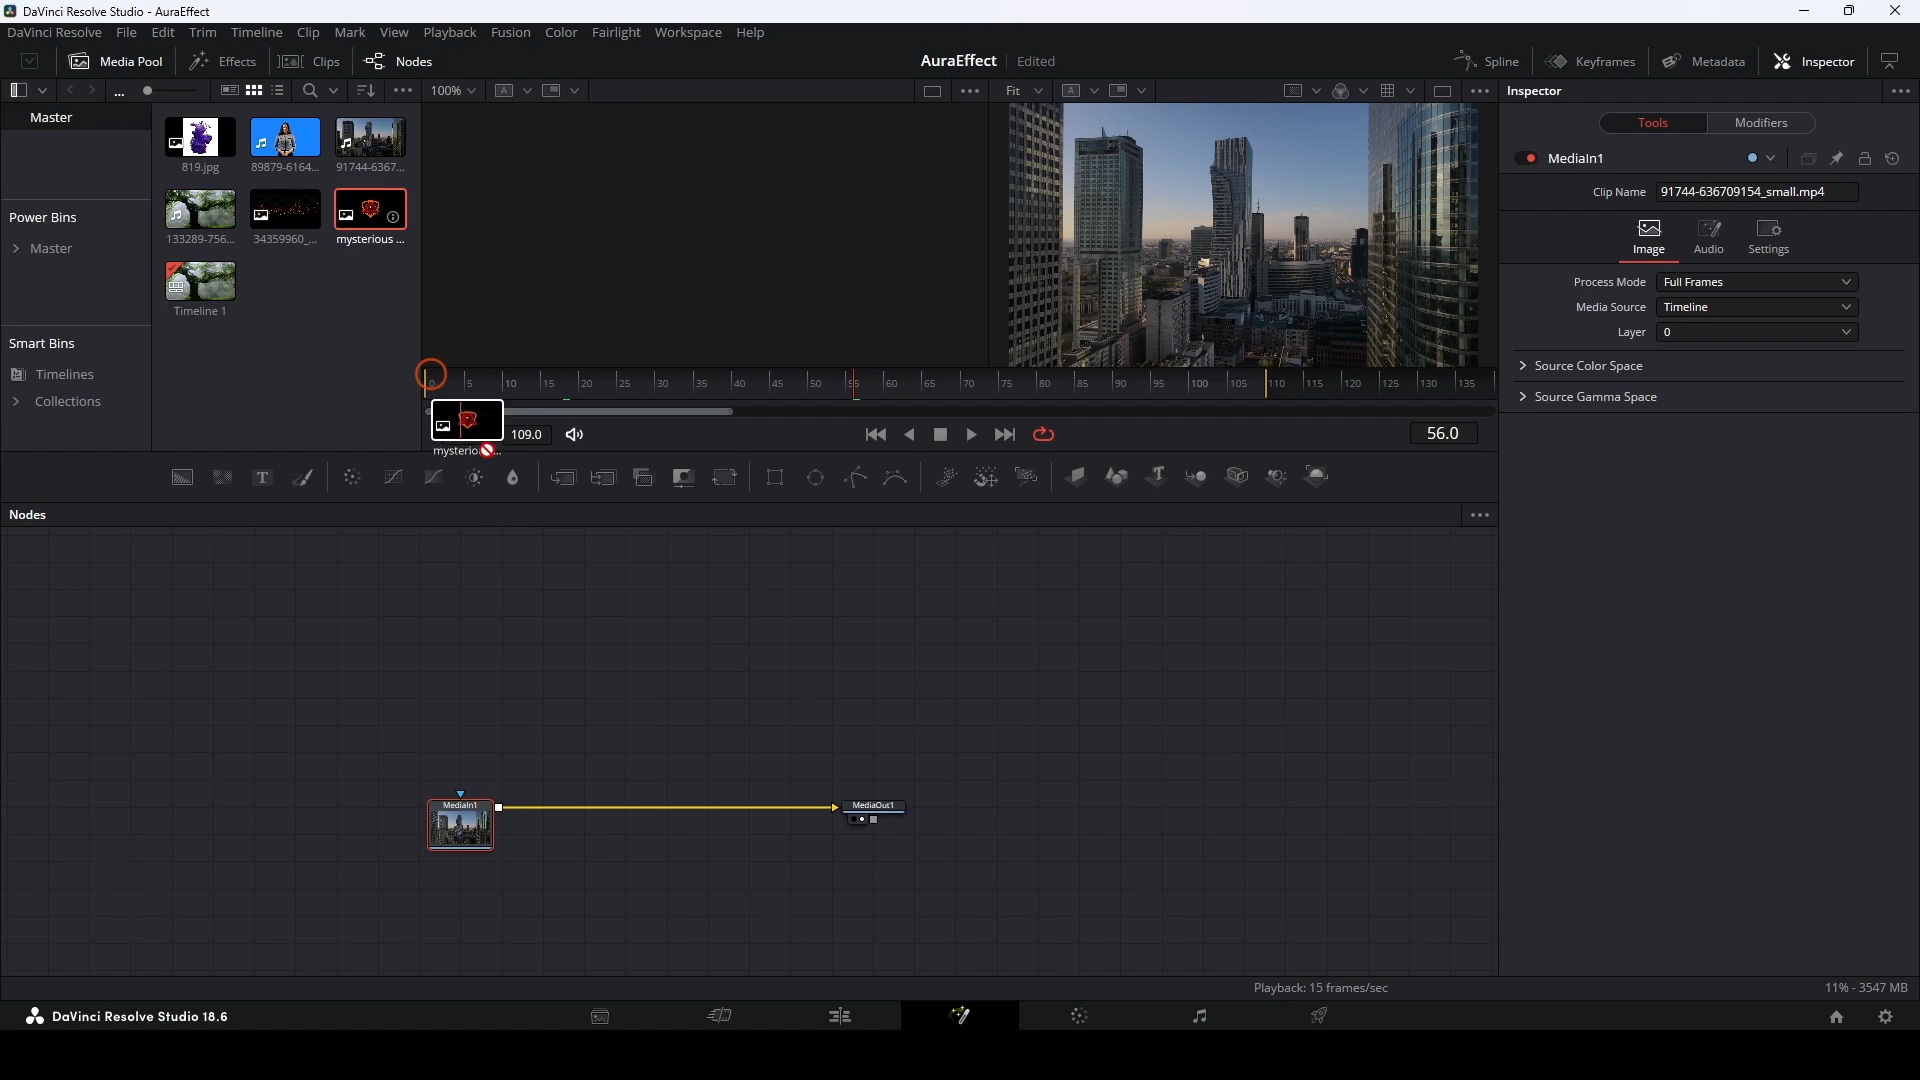 DaVinci Resolve Studio - AuraEffect
DaVinci Resolve File Edit Trim Timeline Clip Mark View Playback Fusion Color Fairlight Workspace Help
Media Pool Effects Clips Nodes AuraEffect Edited Spline Keyframes Metadata Inspector
... 100% A Fit A Inspector
Master
Tools Modifiers
819.jpg 89879-6164... 91744-6367...
MediaIn1
Clip Name 91744-636709154_small.mp4
Power Bins
Master
133289-756... 34359960_... mysterious ...
Image Audio Settings
Process Mode Full Frames
Media Source Timeline
Layer 0
Timeline 1
Smart Bins
Timelines
Collections
Source Color Space
Source Gamma Space
0 5 10 15 20 25 30 35 40 45 50 55 60 65 70 75 80 85 90 95 100 105 110 115 120 125 130 135
109.0 56.0
mysterio...
Nodes
MediaIn1 MediaOut1
Playback: 15 frames/sec 11% - 3547 MB
DaVinci Resolve Studio 18.6